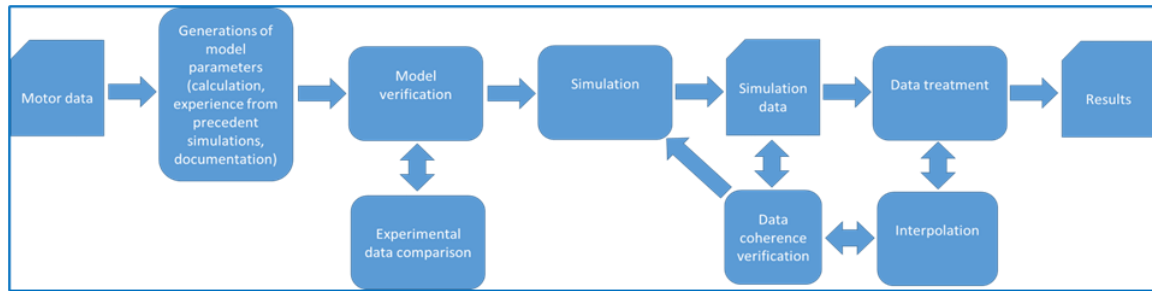 Motor data
Generations of
model
parameters
(calculation,
experience from
precedent
simulations,
documentation)
Model
verification
Experimental
data comparison
Simulation
Simulation
data
Data
coherence
verification
Data treatment
Interpolation
Results